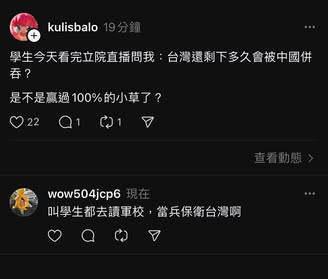 kulisbalo 19分鐘
學生今天看完立院直播問我：台灣還剩下多久會被中國併
吞？
是不是贏過100%的小草了？
22 1 1
查看動態 >
wow504jcp6 現在
叫學生都去讀軍校，當兵保衛台灣啊